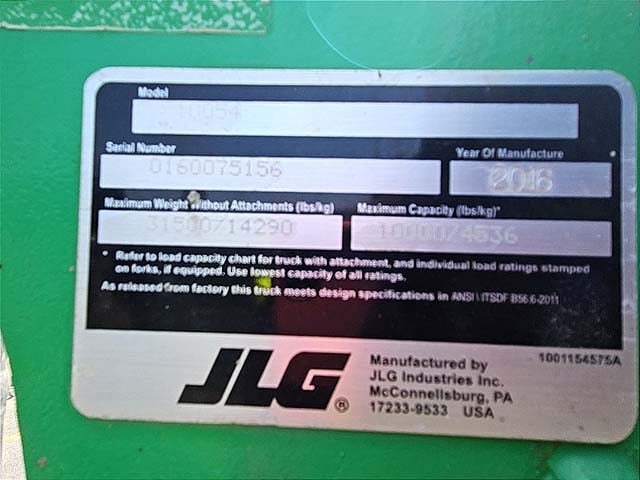 Model
10054
Serial Number
Year Of Manufacture
0160075156
2016
Maximum Weight Without Attachments (lbs/kg)
Maximum Capacity (lbs/kg)*
31500/14290
10000/4536
* Refer to load capacity chart for truck with attachment, and individual load ratings stamped
on forks, if equipped. Use lowest capacity of all ratings.
As released from factory this truck meets design specifications in ANSI \ ITSDF B56.6-2011
JLG®
Manufactured by
JLG Industries Inc.
McConnellsburg, PA
17233-9533 USA
1001154575A